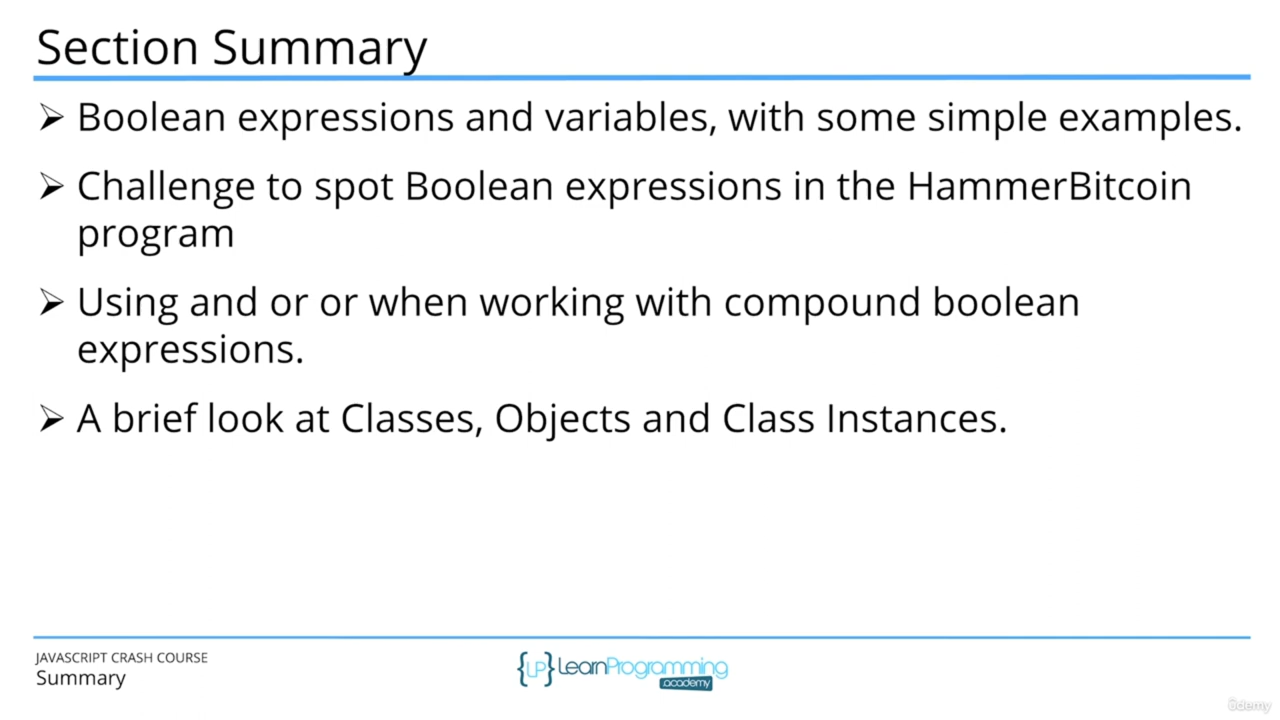 Section Summary
➢ Boolean expressions and variables, with some simple examples.
➢ Challenge to spot Boolean expressions in the HammerBitcoin
program
➢ Using and or or when working with compound boolean
expressions.
➢ A brief look at Classes, Objects and Class Instances.
JAVASCRIPT CRASH COURSE
Summary
{LP} LearnProgramming
.academy
ûdemy